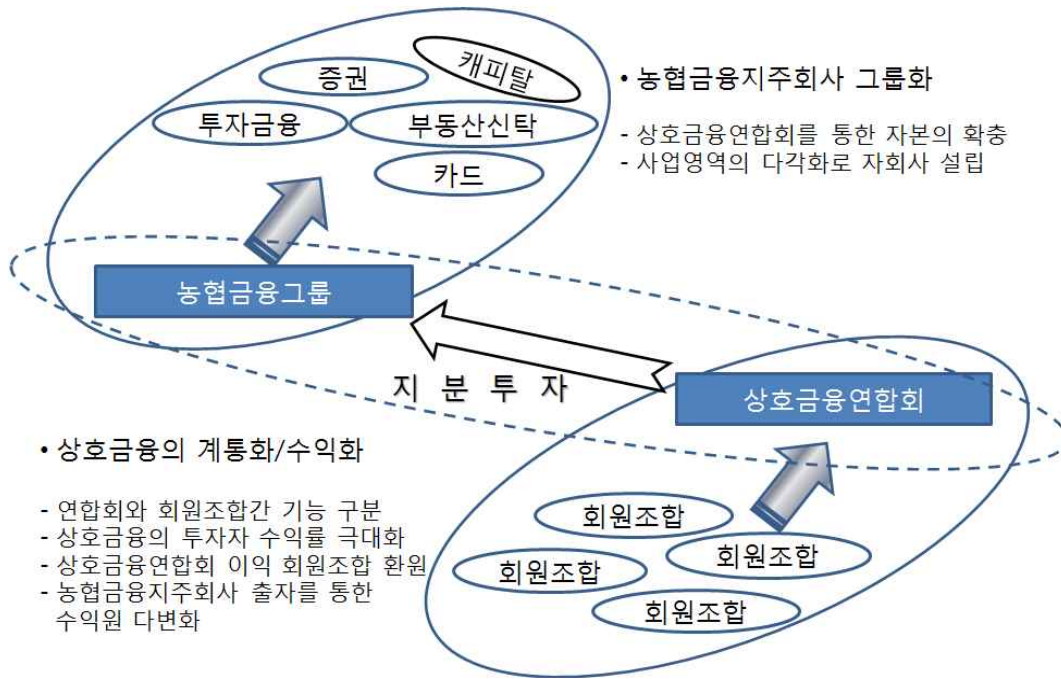 캐피탈
증권
투자금융
부동산신탁
카드
• 농협금융지주회사 그룹화
- 상호금융연합회를 통한 자본의 확충
- 사업영역의 다각화로 자회사 설립
농협금융그룹
지 분 투 자
상호금융연합회
• 상호금융의 계통화/수익화
- 연합회와 회원조합간 기능 구분
- 상호금융의 투자자 수익률 극대화
- 상호금융연합회 이익 회원조합 환원
- 농협금융지주회사 출자를 통한
수익원 다변화
회원조합
회원조합
회원조합
회원조합